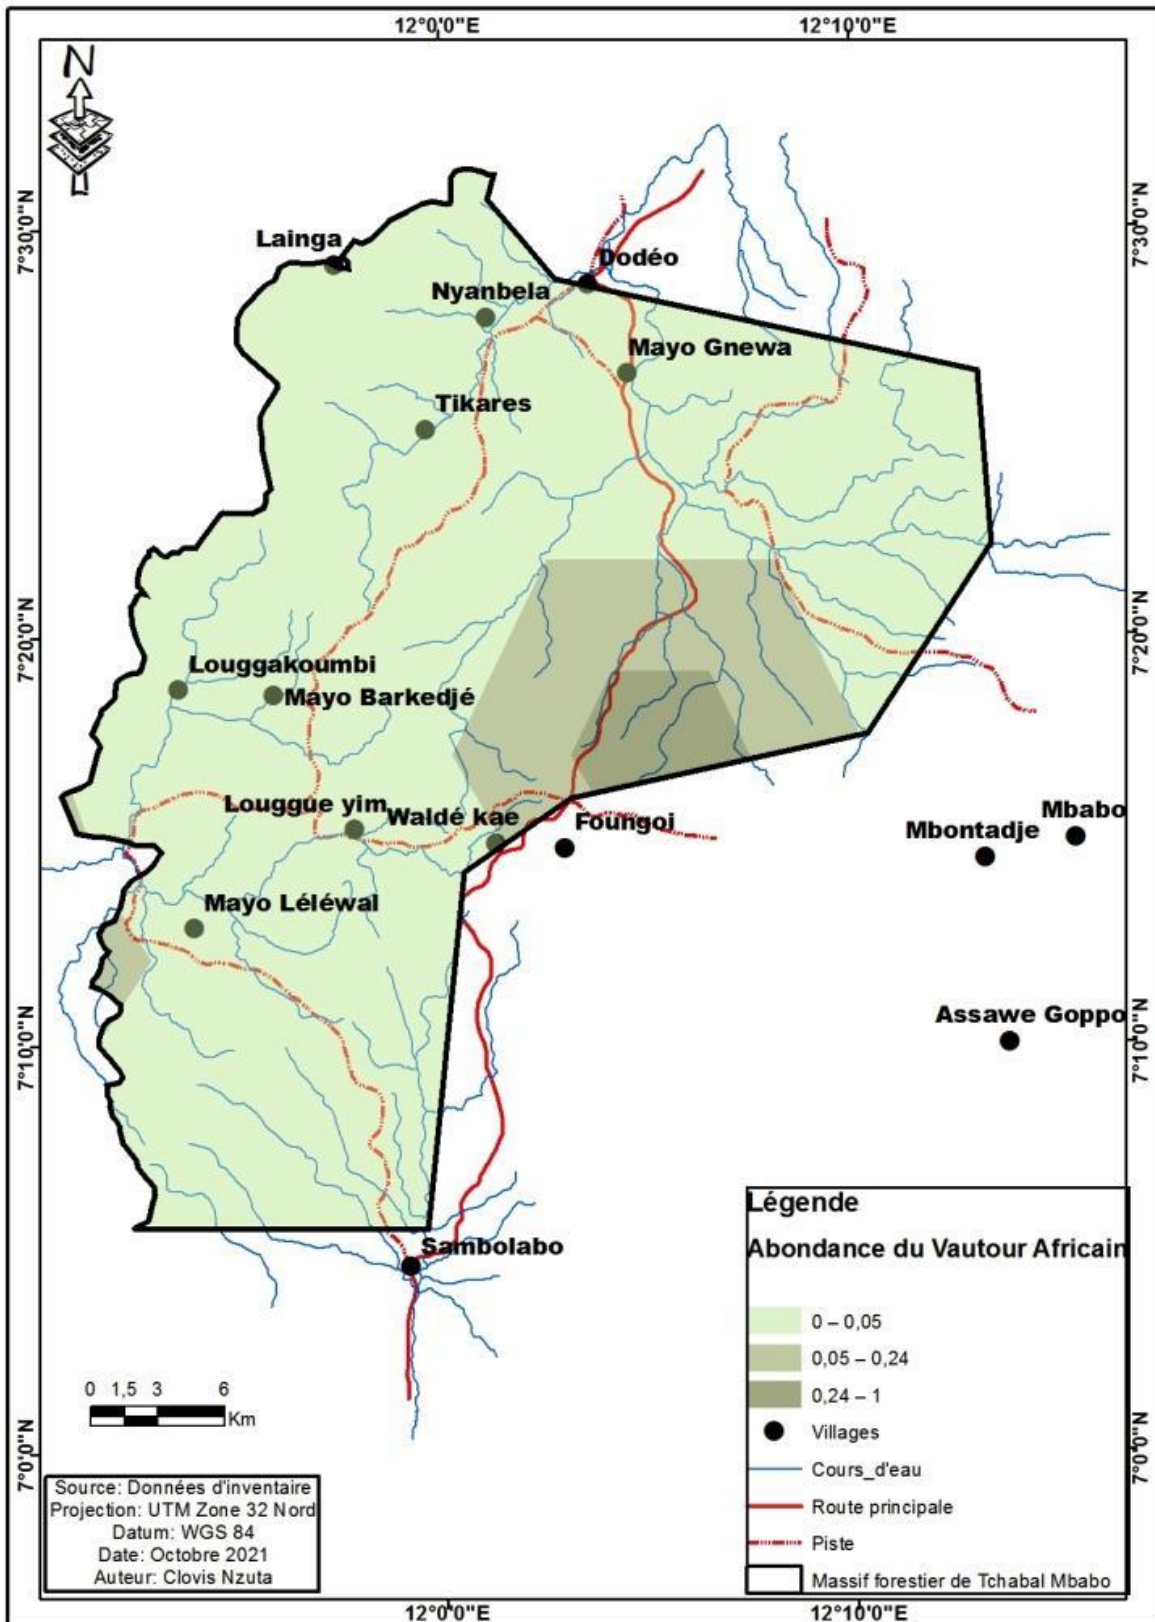 12°0'0"E
12°10'0"E
N
7°30'0"N
7°30'0"N
Lainga
Dodéo
Nyanbela
Mayo Gnewa
Tikares
7°20'0"N
7°20'0"N
Louggakoumbi
Mayo Barkedjé
Louggue yim
Waldé kae
Foungoi
Mbabo
Mbontadje
Mayo Léléwal
Assawe Goppo
7°10'0"N
7°10'0"N
Sambolabo
Légende
Abondance du Vautour Africain
0 – 0,05
0,05 – 0,24
0,24 – 1
Villages
Cours_d'eau
Route principale
Piste
Massif forestier de Tchabal Mbabo
0 1,5 3 6
Km
7°0'0"N
7°0'0"N
Source: Données d'inventaire
Projection: UTM Zone 32 Nord
Datum: WGS 84
Date: Octobre 2021
Auteur: Clovis Nzuta
12°0'0"E
12°10'0"E